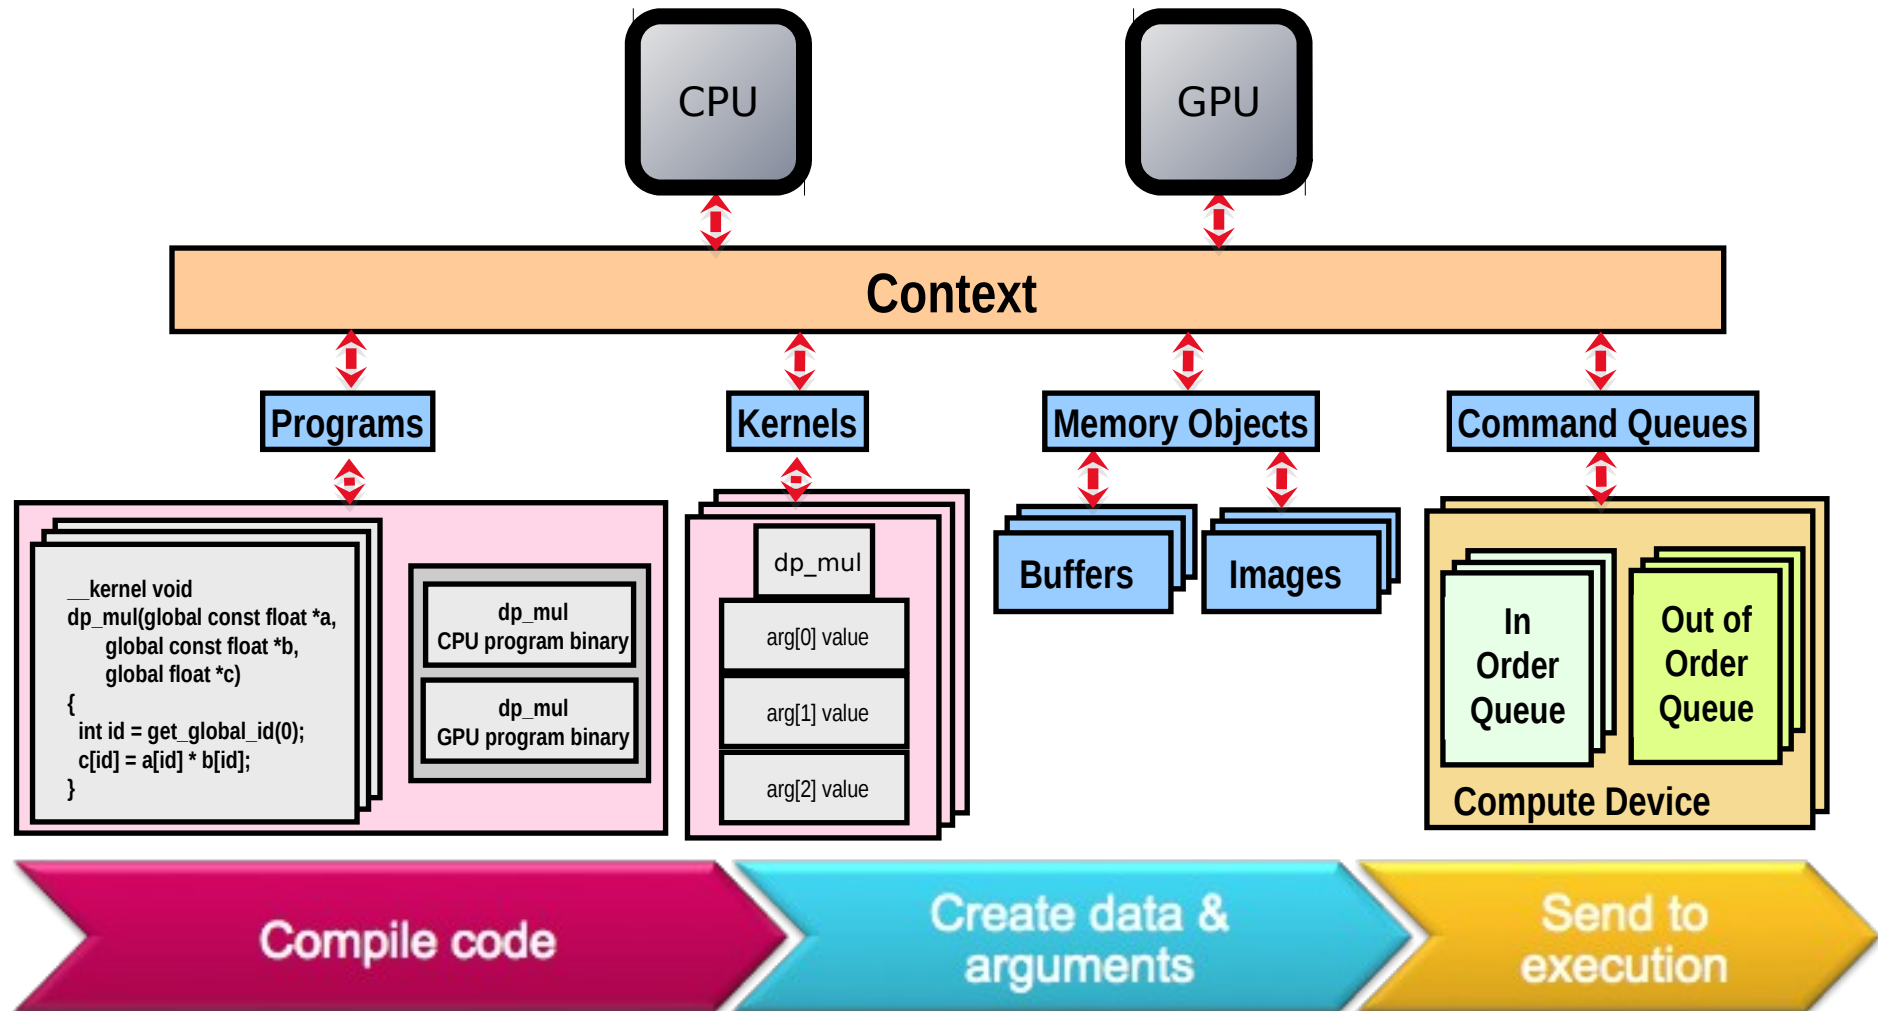 CPU
GPU
Context
Programs
Kernels
Memory Objects
Command Queues
__kernel void
dp_mul(global const float *a,
global const float *b,
global float *c)
{
int id = get_global_id(0);
c[id] = a[id] * b[id];
}
dp_mul
CPU program binary
dp_mul
GPU program binary
dp_mul
arg[0] value
arg[1] value
arg[2] value
Buffers
Images
In
Order
Queue
Out of
Order
Queue
Compute Device
Compile code
Create data &
arguments
Send to
execution